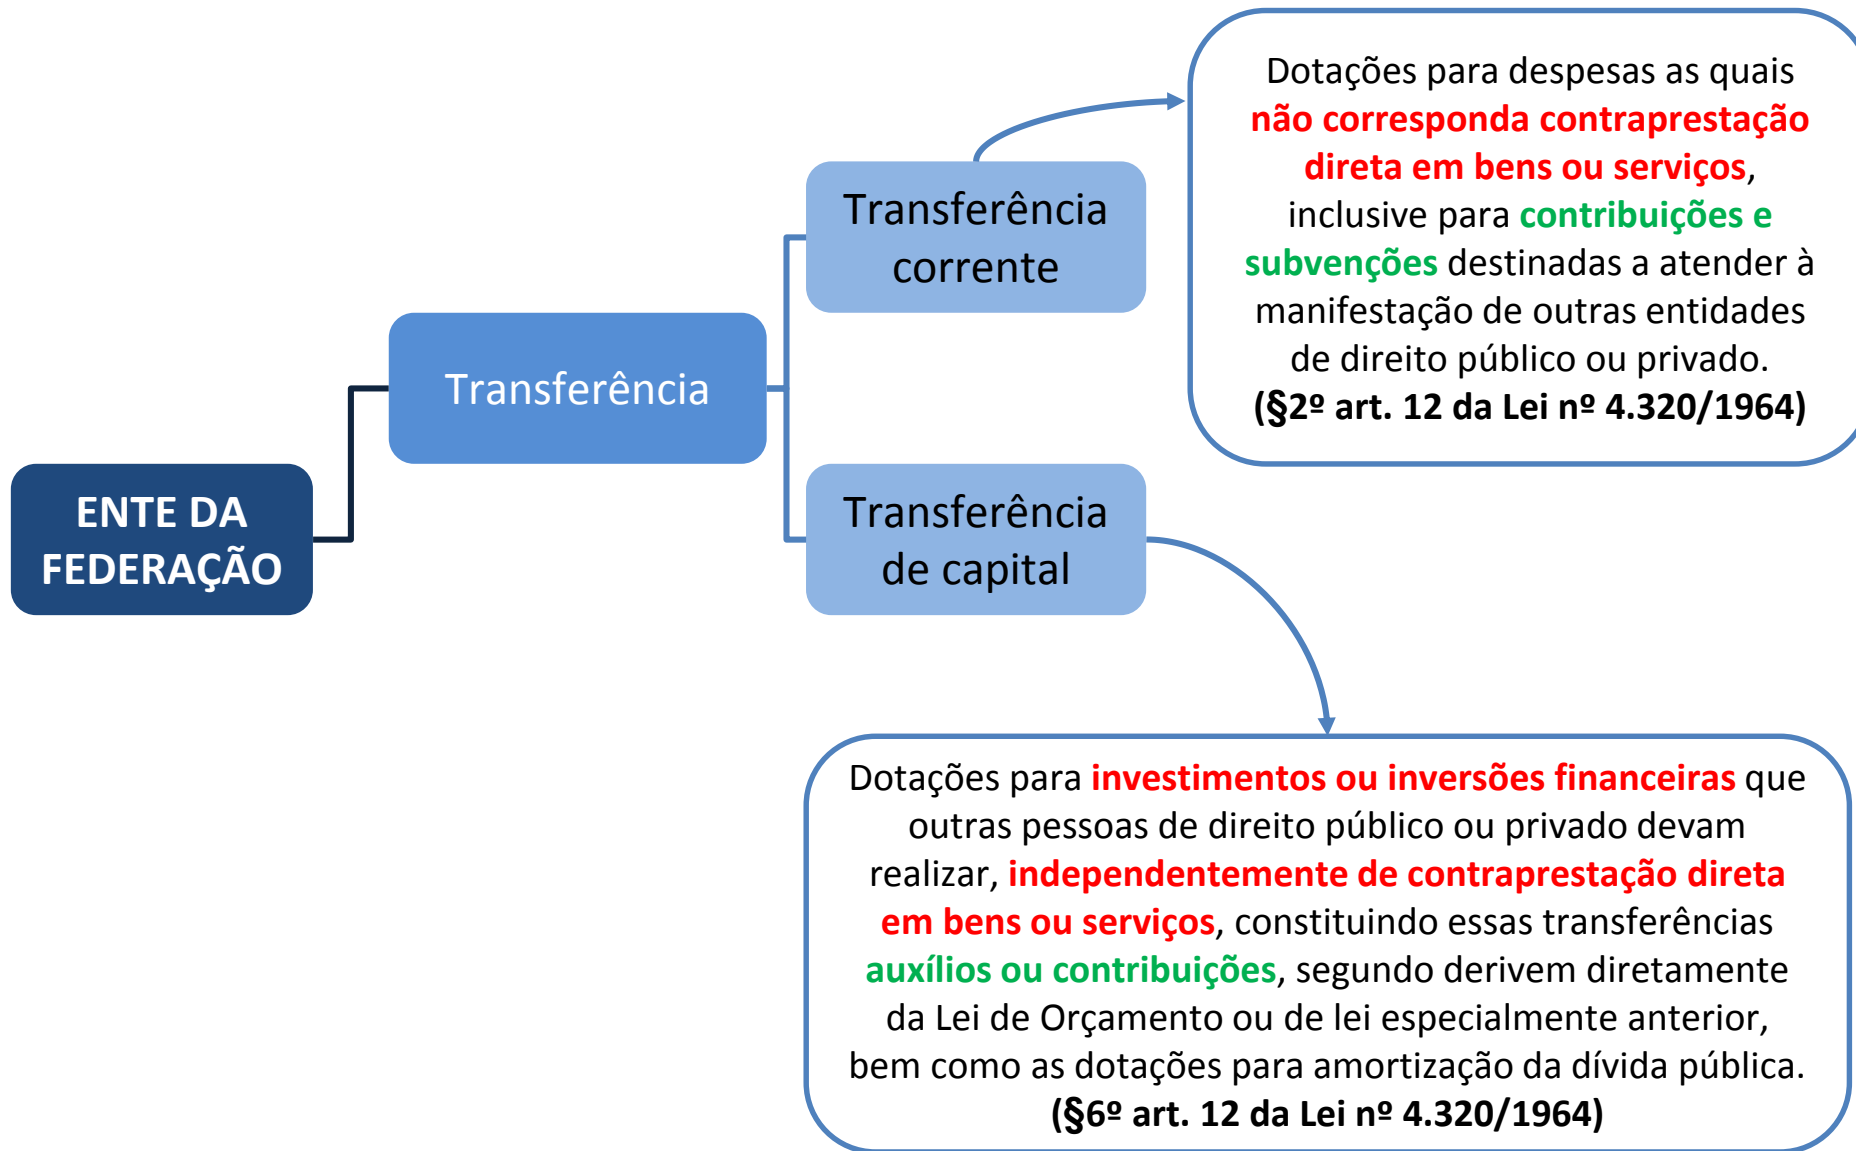 Dotações para despesas as quais
não corresponda contraprestação
direta em bens ou serviços,
inclusive para contribuições e
subvenções destinadas a atender à
manifestação de outras entidades
de direito público ou privado.
(§2º art. 12 da Lei nº 4.320/1964)
Transferência
corrente
Transferência
ENTE DA
FEDERAÇÃO
Transferência
de capital
Dotações para investimentos ou inversões financeiras que
outras pessoas de direito público ou privado devam
realizar, independentemente de contraprestação direta
em bens ou serviços, constituindo essas transferências
auxílios ou contribuições, segundo derivem diretamente
da Lei de Orçamento ou de lei especialmente anterior,
bem como as dotações para amortização da dívida pública.
(§6º art. 12 da Lei nº 4.320/1964)